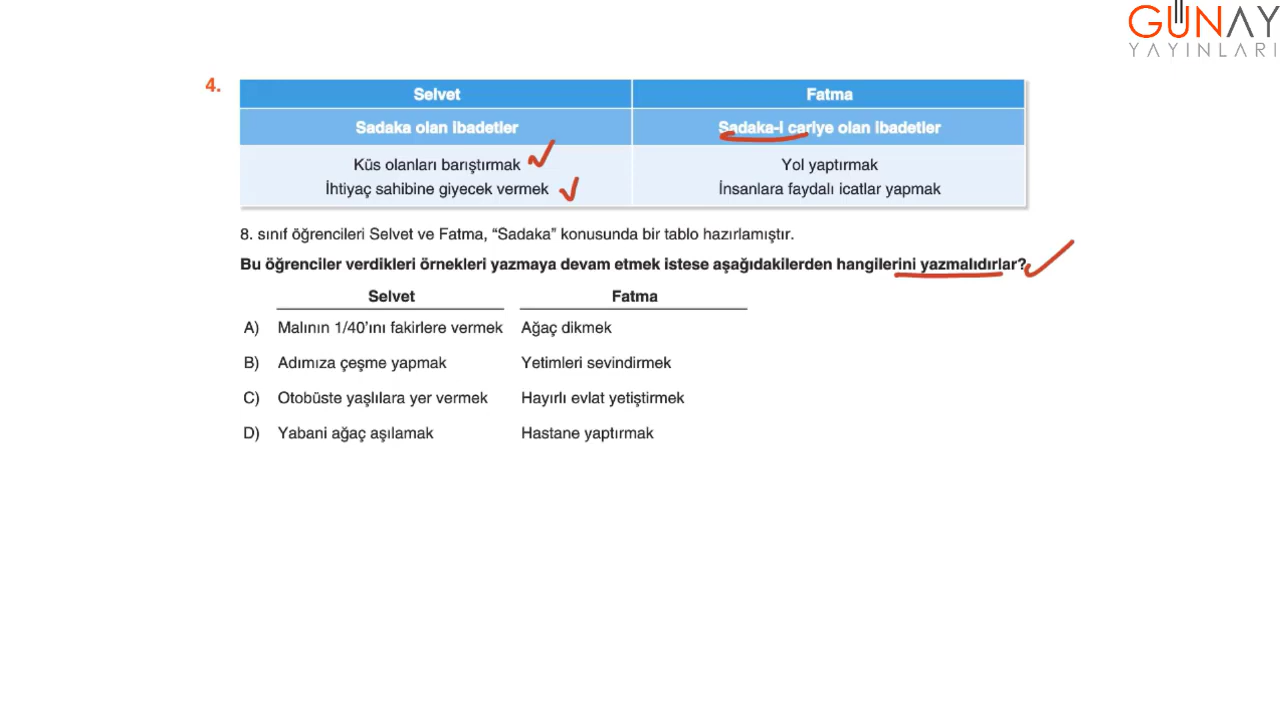 GÜNAY
YAYINLARI
4.
Selvet Fatma
Sadaka olan ibadetler Sadaka-i cariye olan ibadetler
Küs olanları barıştırmak Yol yaptırmak
İhtiyaç sahibine giyecek vermek İnsanlara faydalı icatlar yapmak
8. sınıf öğrencileri Selvet ve Fatma, “Sadaka” konusunda bir tablo hazırlamıştır.
Bu öğrenciler verdikleri örnekleri yazmaya devam etmek istese aşağıdakilerden hangilerini yazmalıdırlar?
Selvet Fatma
A) Malının 1/40’ını fakirlere vermek Ağaç dikmek
B) Adımıza çeşme yapmak Yetimleri sevindirmek
C) Otobüste yaşlılara yer vermek Hayırlı evlat yetiştirmek
D) Yabani ağaç aşılamak Hastane yaptırmak